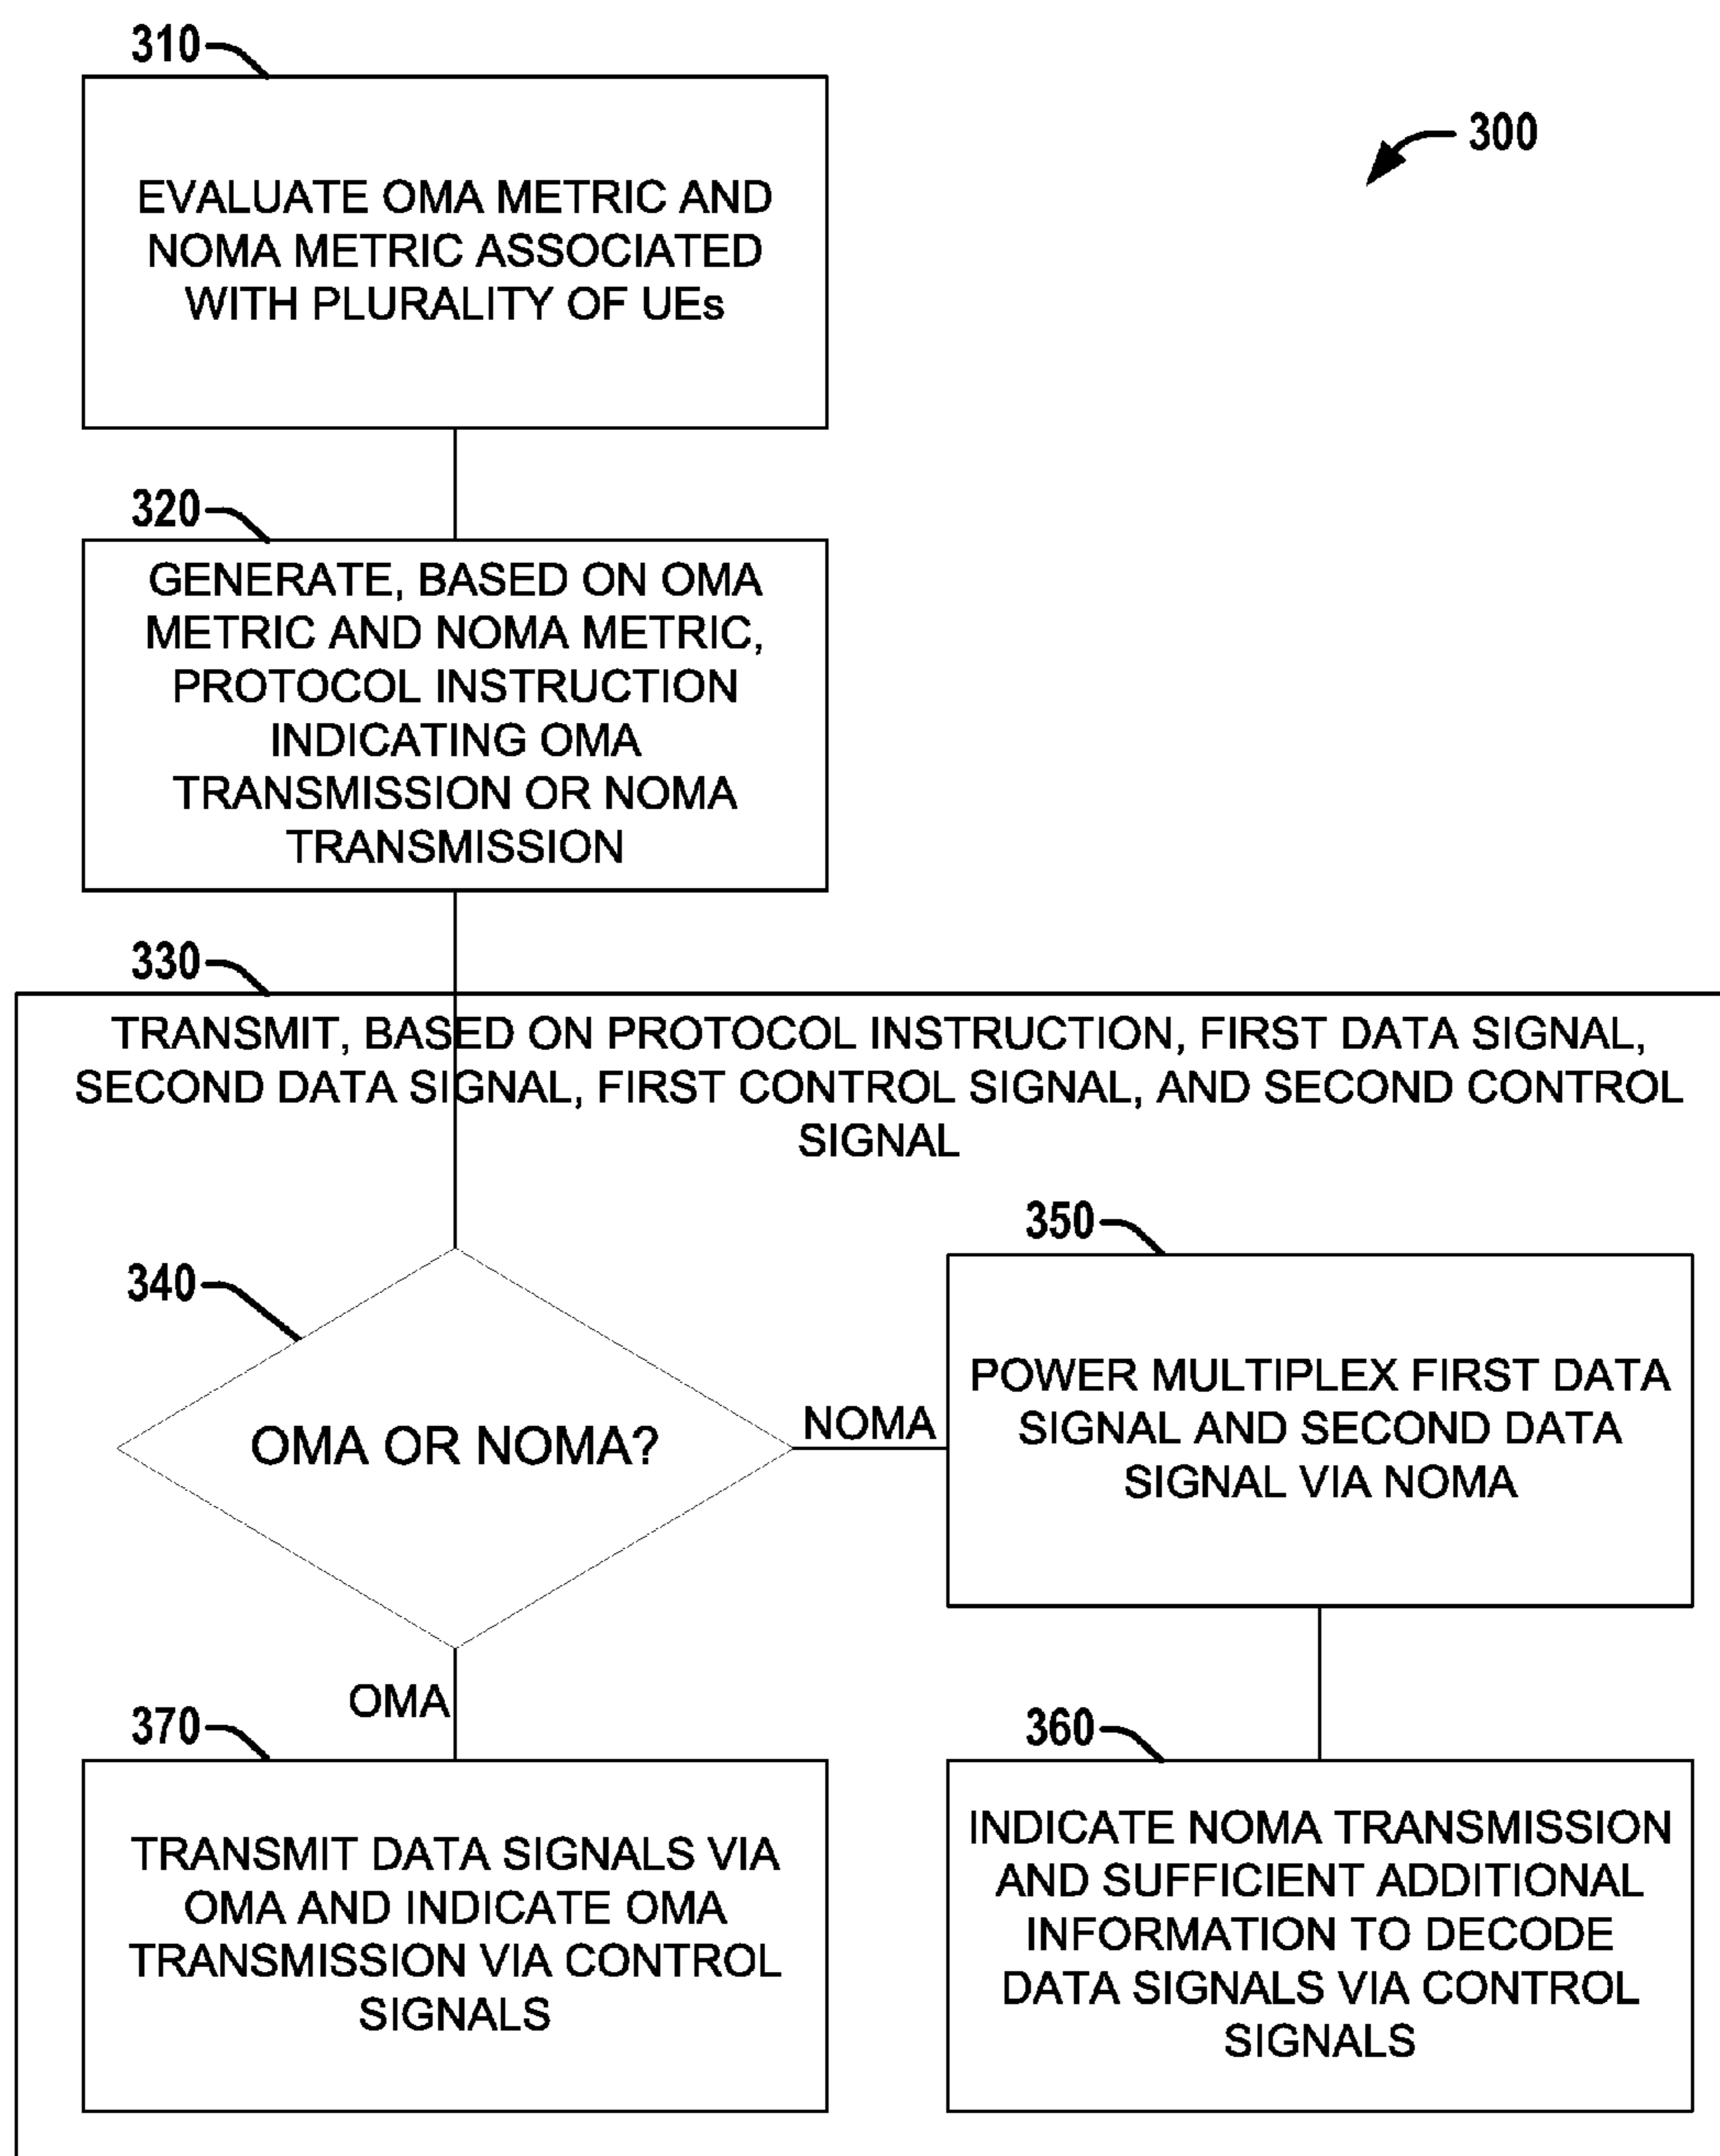 310
300
EVALUATE OMA METRIC AND
NOMA METRIC ASSOCIATED
WITH PLURALITY OF UEs
320
GENERATE, BASED ON OMA
METRIC AND NOMA METRIC,
PROTOCOL INSTRUCTION
INDICATING OMA
TRANSMISSION OR NOMA
TRANSMISSION
330
TRANSMIT, BASED ON PROTOCOL INSTRUCTION, FIRST DATA SIGNAL,
SECOND DATA SIGNAL, FIRST CONTROL SIGNAL, AND SECOND CONTROL
SIGNAL
340
OMA OR NOMA?
NOMA
350
POWER MULTIPLEX FIRST DATA
SIGNAL AND SECOND DATA
SIGNAL VIA NOMA
OMA
370
TRANSMIT DATA SIGNALS VIA
OMA AND INDICATE OMA
TRANSMISSION VIA CONTROL
SIGNALS
360
INDICATE NOMA TRANSMISSION
AND SUFFICIENT ADDITIONAL
INFORMATION TO DECODE
DATA SIGNALS VIA CONTROL
SIGNALS